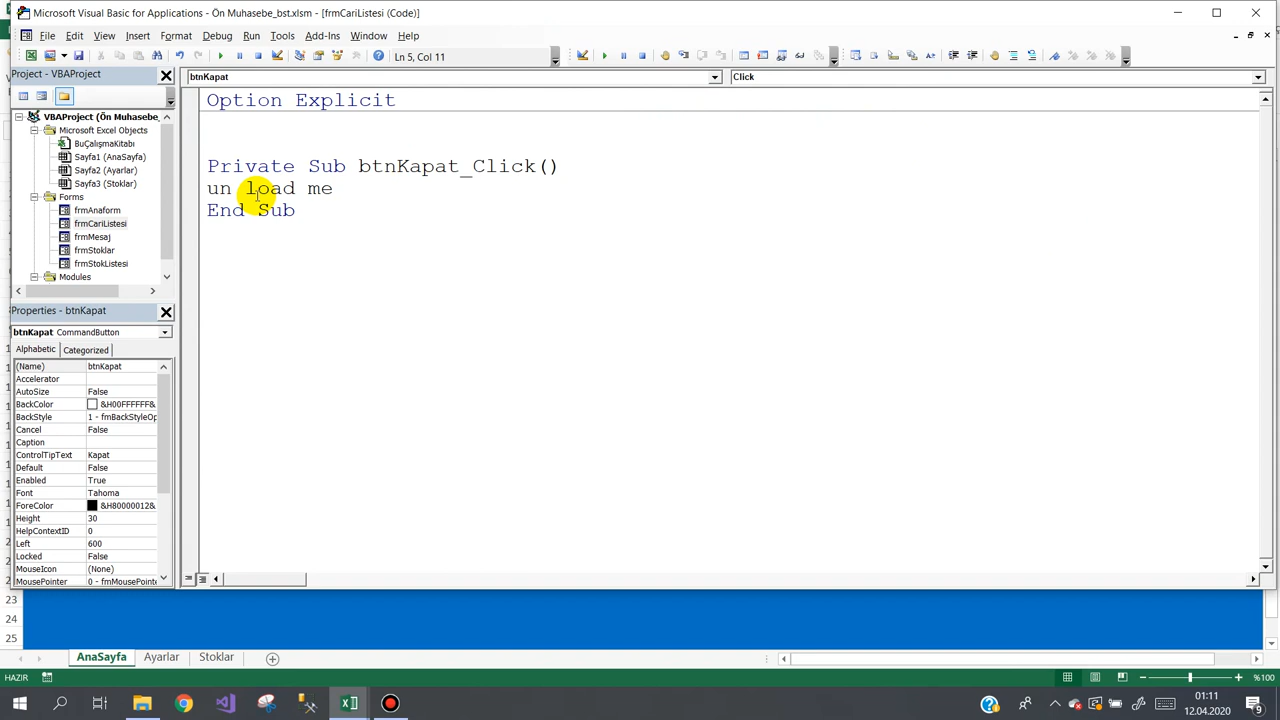 Microsoft Visual Basic for Applications - Ön Muhasebe_bst.xlsm - [frmCariListesi (Code)]
File Edit View Insert Format Debug Run Tools Add-Ins Window Help
Ln 5, Col 11
Project - VBAProject
btnKapat
Click
VBAProject (Ön Muhasebe_
Microsoft Excel Objects
BuÇalışmaKitabı
Sayfa1 (AnaSayfa)
Sayfa2 (Ayarlar)
Sayfa3 (Stoklar)
Forms
frmAnaform
frmCariListesi
frmMesaj
frmStoklar
frmStokListesi
Modules
Option Explicit
Private Sub btnKapat_Click()
un load me
End Sub
Properties - btnKapat
btnKapat CommandButton
Alphabetic Categorized
(Name) btnKapat
Accelerator
AutoSize False
BackColor &H00FFFFFF&
BackStyle 1 - fmBackStyleOp
Cancel False
Caption
ControlTipText Kapat
Default False
Enabled True
Font Tahoma
ForeColor &H80000012&
Height 30
HelpContextID 0
Left 600
Locked False
MouseIcon (None)
MousePointer 0 - fmMousePointe
23
24
25
AnaSayfa Ayarlar Stoklar
HAZIR
%100
01:11
12.04.2020
9